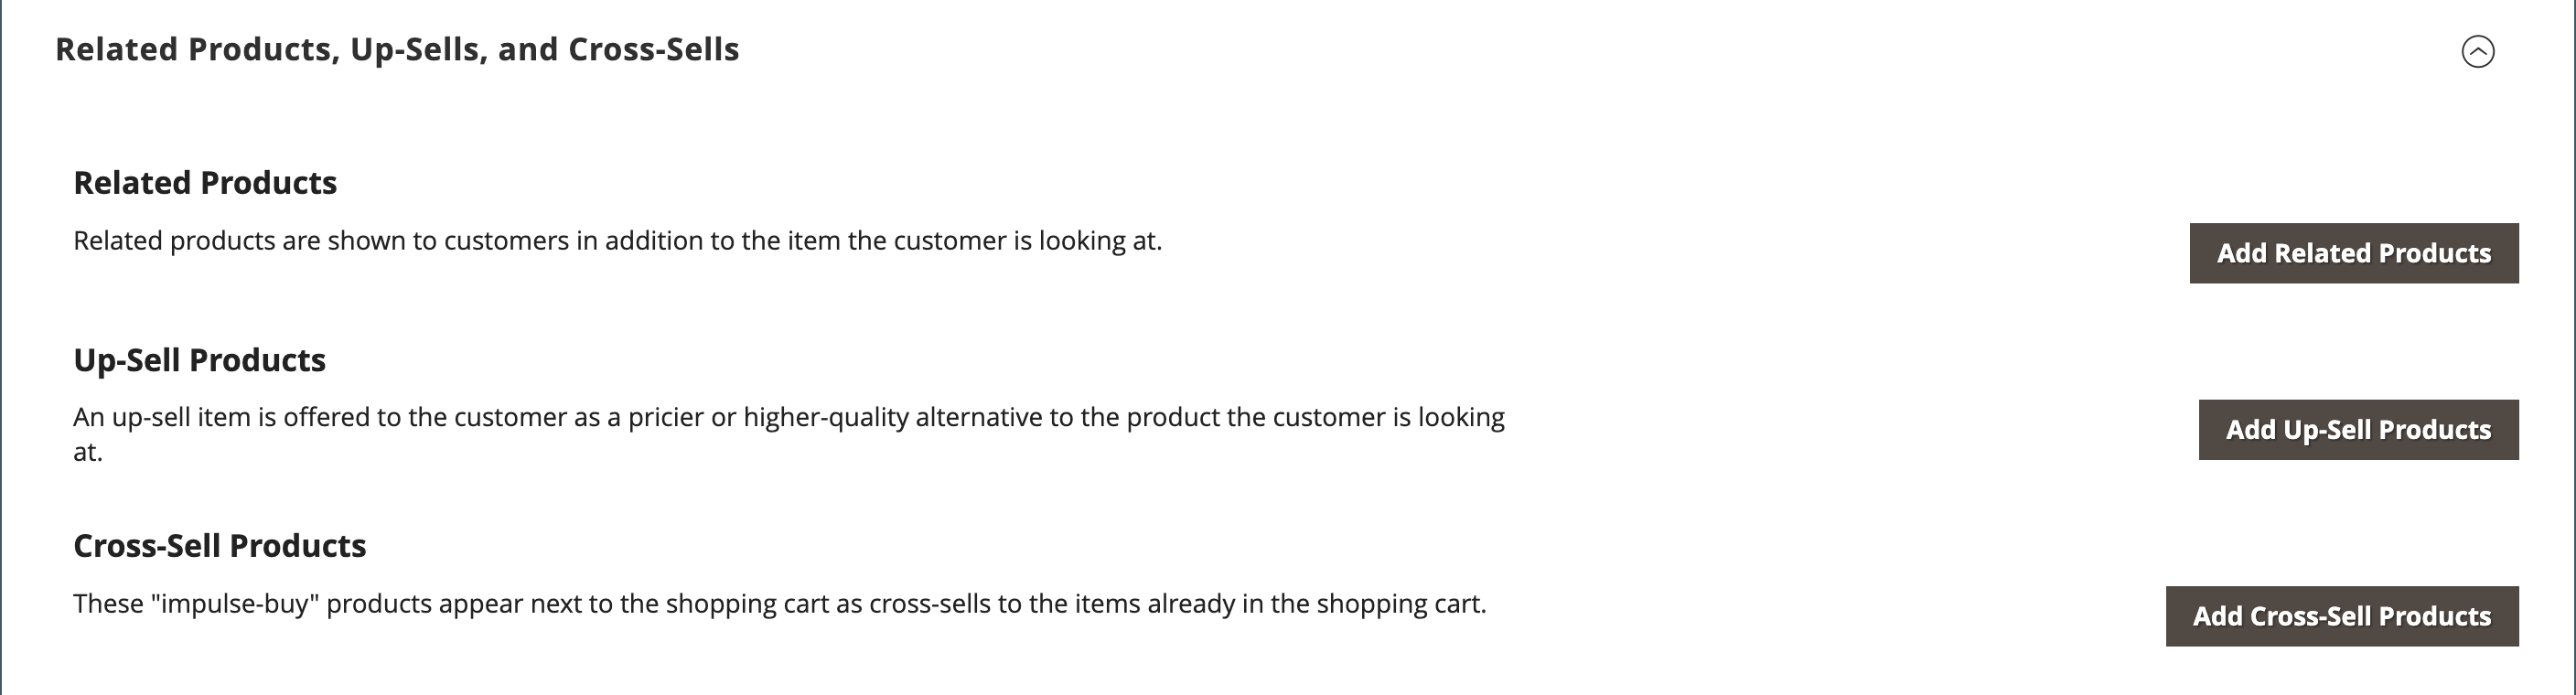 Related Products, Up-Sells, and Cross-Sells
Related Products
Related products are shown to customers in addition to the item the customer is looking at.
Add Related Products
Up-Sell Products
An up-sell item is offered to the customer as a pricier or higher-quality alternative to the product the customer is looking
at.
Add Up-Sell Products
Cross-Sell Products
These "impulse-buy" products appear next to the shopping cart as cross-sells to the items already in the shopping cart.
Add Cross-Sell Products